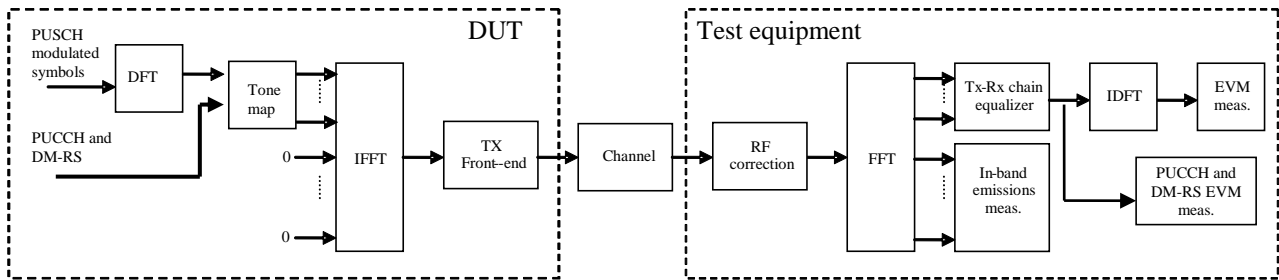 DUT
Test equipment
PUSCH
modulated
symbols
DFT
Tone
map
PUCCH and
DM-RS
0
0
IFFT
TX
Front--end
Channel
RF
correction
FFT
Tx-Rx chain
equalizer
IDFT
EVM
meas.
In-band
emissions
meas.
PUCCH and
DM-RS EVM
meas.